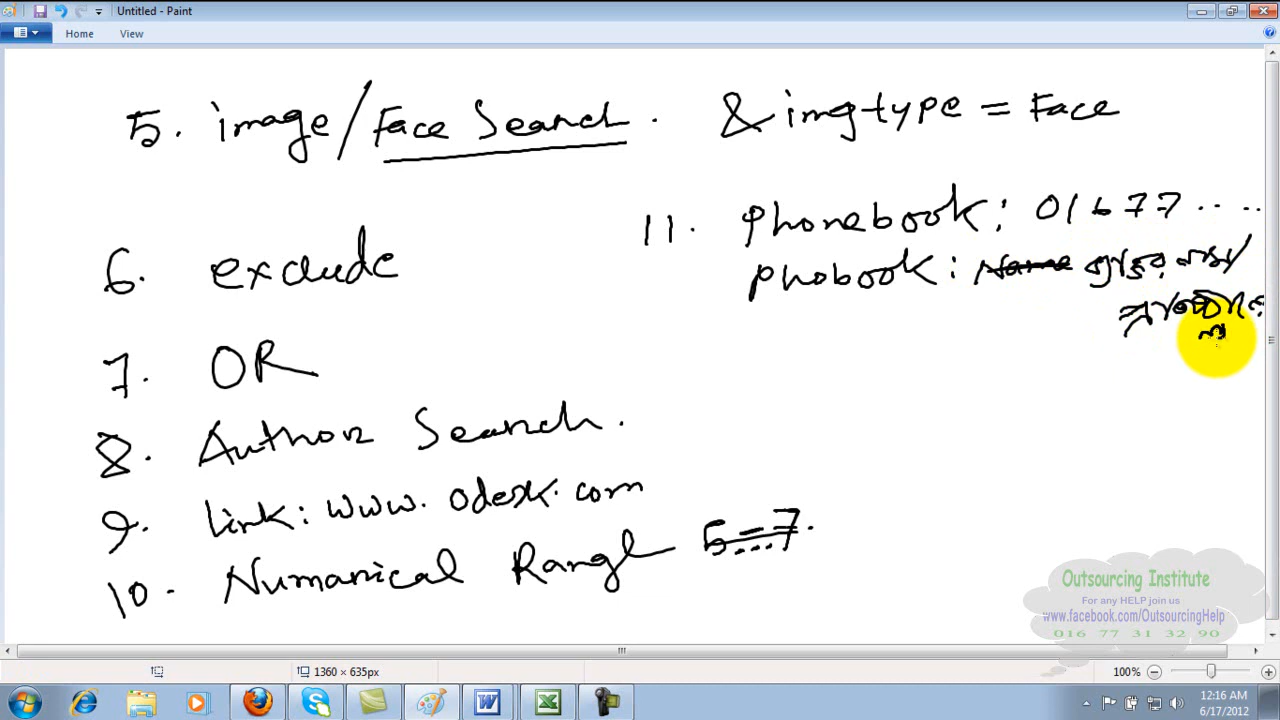 Untitled - Paint
Home View
5. image/Face Search. & imgtype = Face
11. Phonebook: 01677.....
6. exclude
phobook: Name
7. OR
8. Author Search.
9. link: www.odesk.com
10. Numarical Rangl 5-7.
....
Outsourcing Institute
For any HELP join us
www.facebook.com/OutsourcingHelp
016 77 31 32 90
1360 × 635px
100%
12:16 AM
6/17/2012